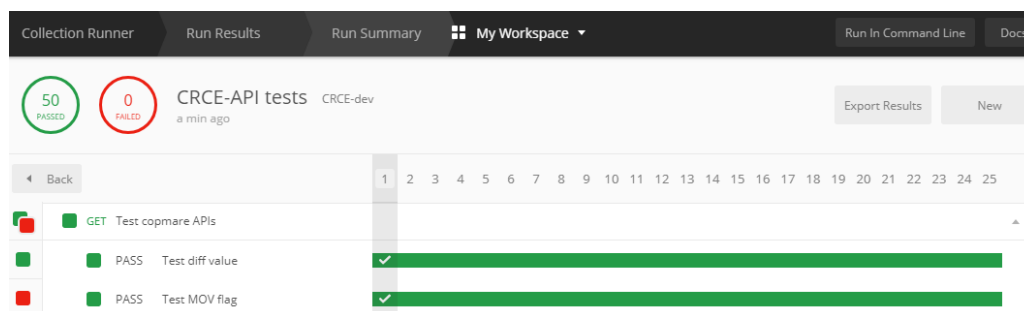 Collection Runner Run Results Run Summary My Workspace Run In Command Line Docs
50 PASSED 0 FAILED CRCE-API tests CRCE-dev
a min ago
Export Results New
Back 1 2 3 4 5 6 7 8 9 10 11 12 13 14 15 16 17 18 19 20 21 22 23 24 25
GET Test copmare APIs
PASS Test diff value
PASS Test MOV flag